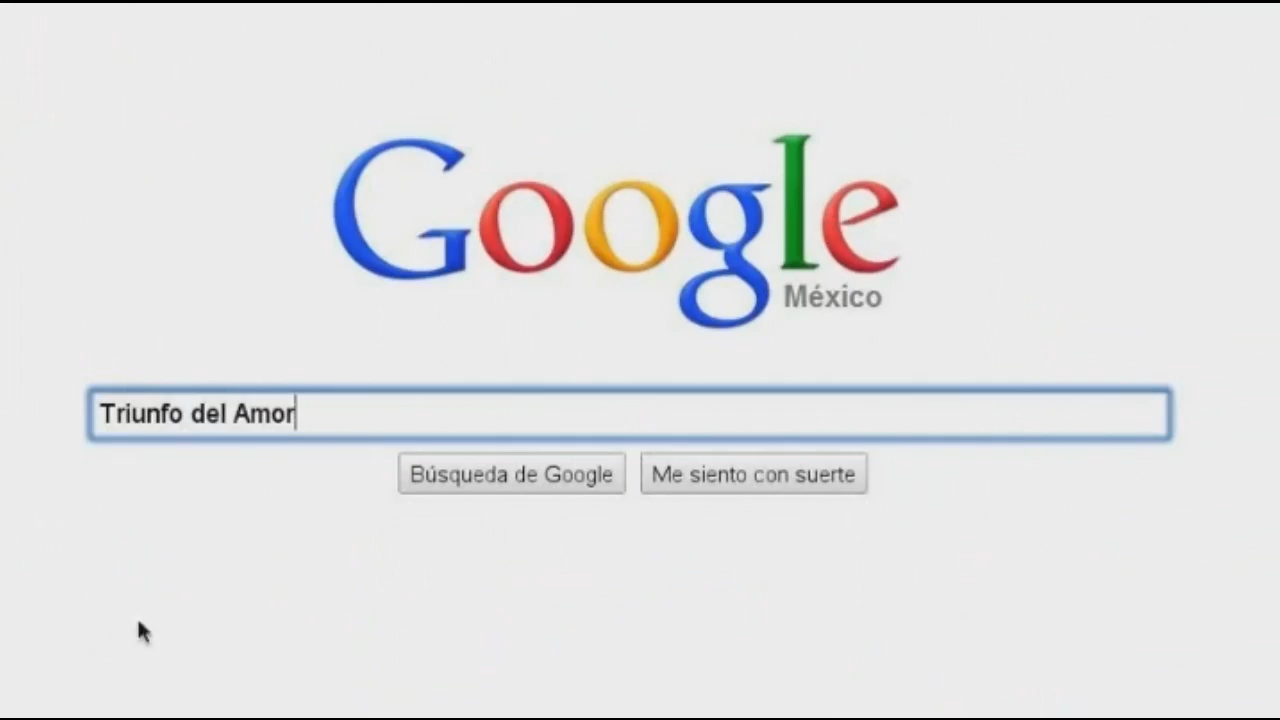 Google
México
Triunfo del Amor
Búsqueda de Google
Me siento con suerte